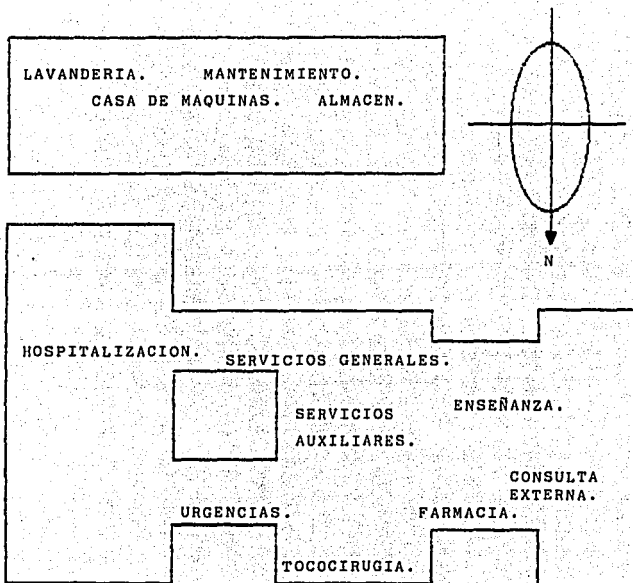 LAVANDERIA. MANTENIMIENTO.
CASA DE MAQUINAS. ALMACEN.
N
HOSPITALIZACION. SERVICIOS GENERALES.
SERVICIOS
AUXILIARES.
ENSEÑANZA.
CONSULTA
EXTERNA.
URGENCIAS. FARMACIA.
TOCOCIRUGIA.